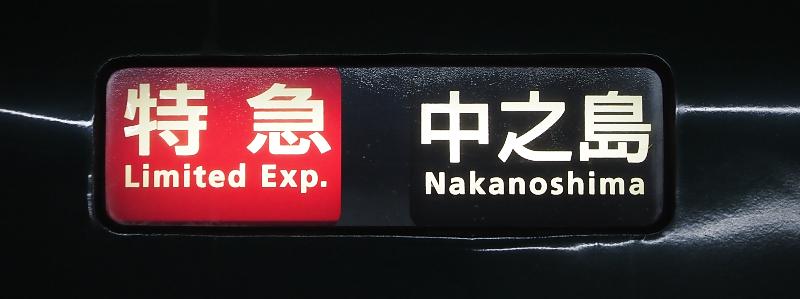 特急
Limited Exp.
中之島
Nakanoshima